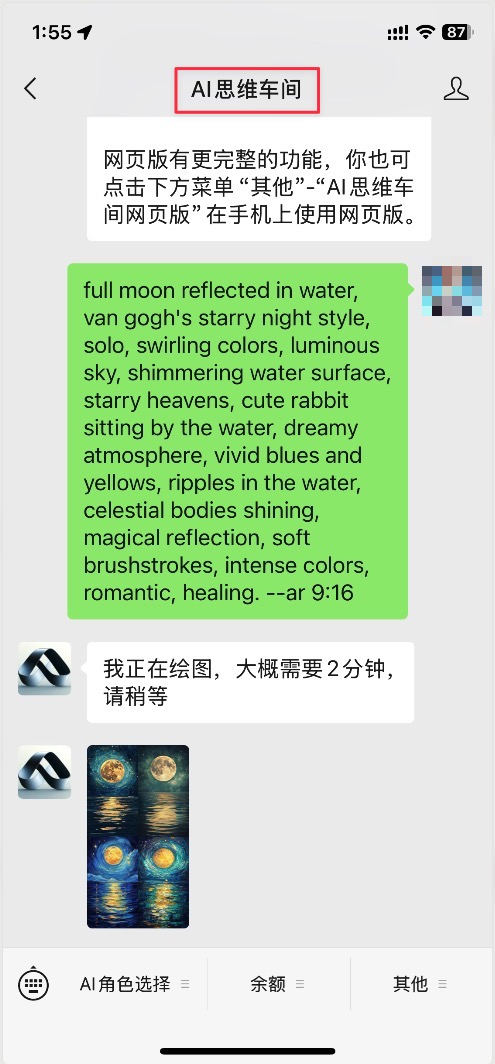 1:55
87
AI思维车间
网页版有更完整的功能，你也可
点击下方菜单“其他”-“AI思维车
间网页版” 在手机上使用网页版。
full moon reflected in water,
van gogh's starry night style,
solo, swirling colors, luminous
sky, shimmering water surface,
starry heavens, cute rabbit
sitting by the water, dreamy
atmosphere, vivid blues and
yellows, ripples in the water,
celestial bodies shining,
magical reflection, soft
brushstrokes, intense colors,
romantic, healing. --ar 9:16
我正在绘图，大概需要2分钟，
请稍等
AI角色选择
余额
其他